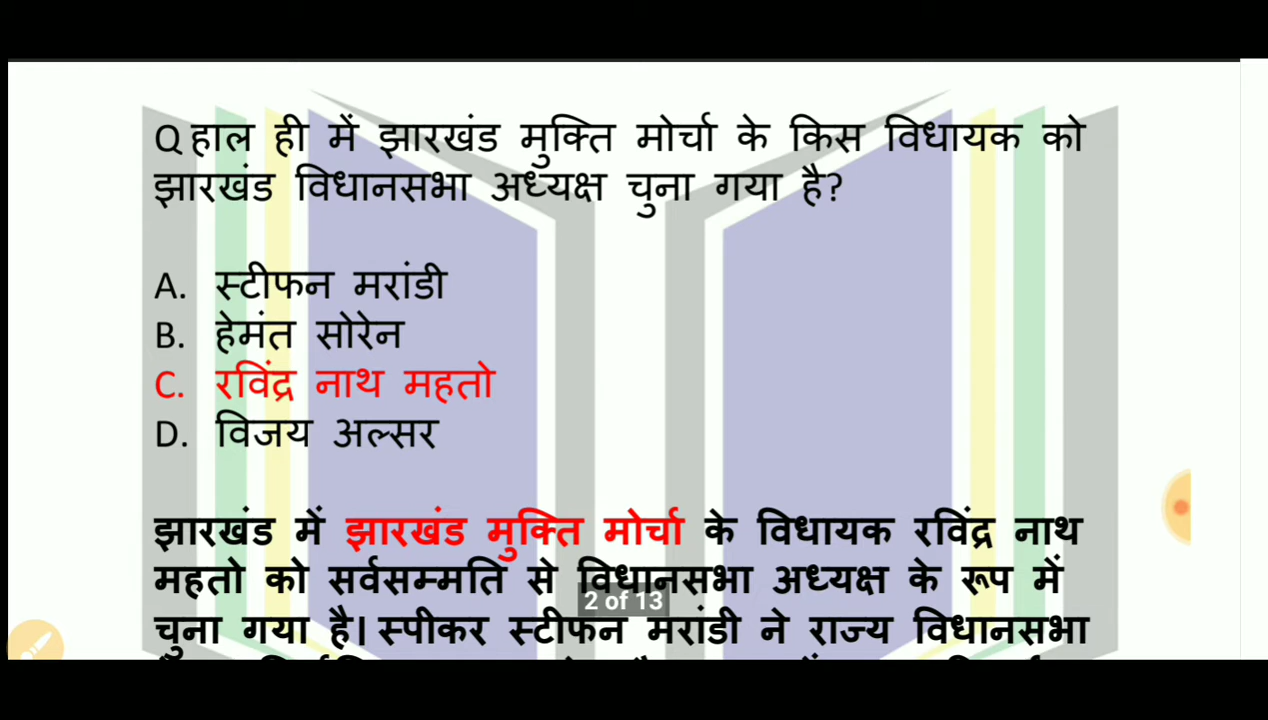 Q हाल ही में झारखंड मुक्ति मोर्चा के किस विधायक को
झारखंड विधानसभा अध्यक्ष चुना गया है?
A. स्टीफन मरांडी
B. हेमंत सोरेन
C. रविंद्र नाथ महतो
D. विजय अल्सर
झारखंड में झारखंड मुक्ति मोर्चा के विधायक रविंद्र नाथ
महतो को सर्वसम्मति से विधानसभा अध्यक्ष के रूप में
2 of 13
चुना गया है। स्पीकर स्टीफन मरांडी ने राज्य विधानसभा